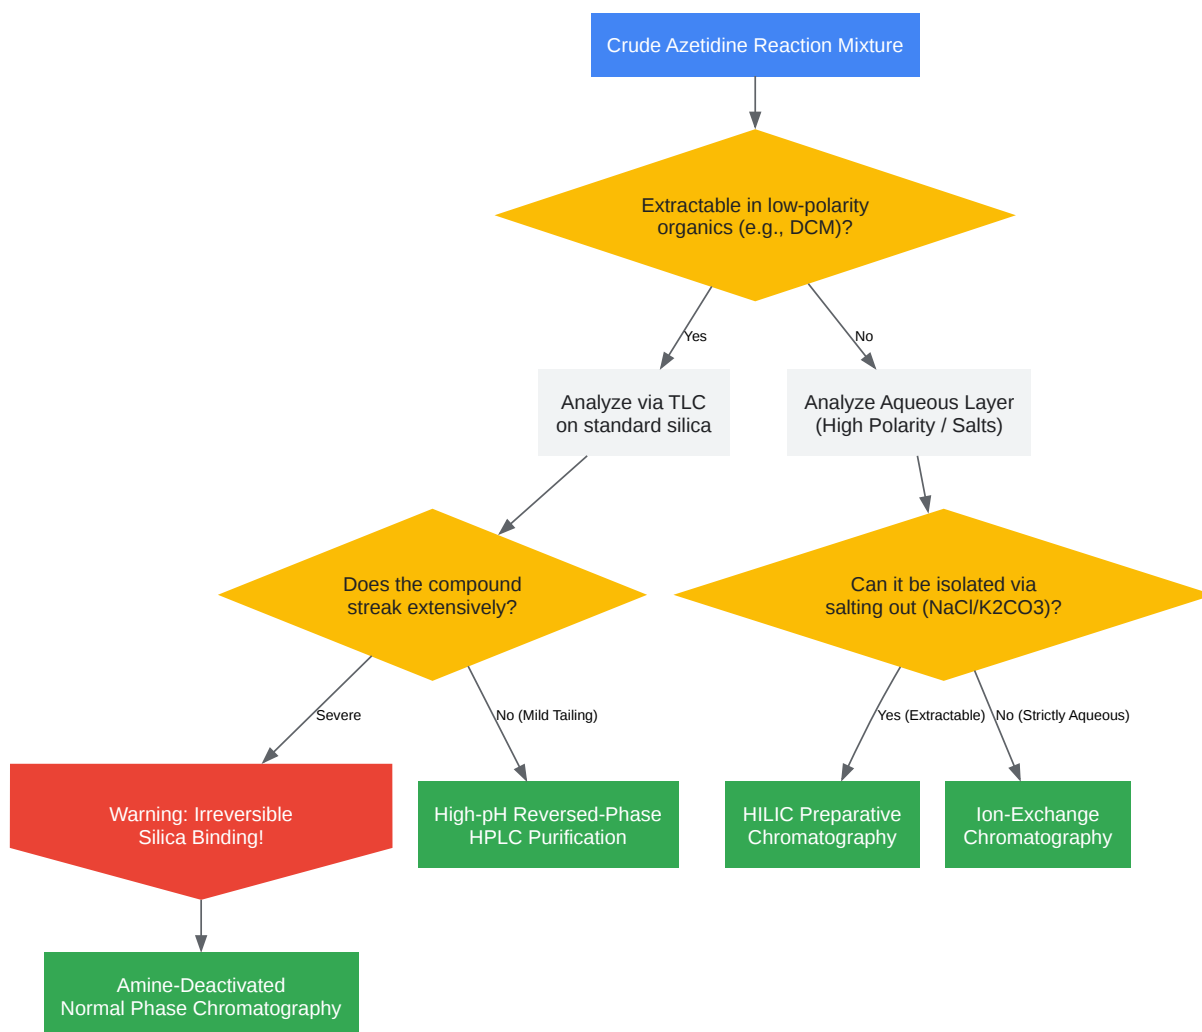 Crude Azetidine Reaction Mixture
Extractable in low-polarity
organics (e.g., DCM)?
Yes
No
Analyze via TLC
on standard silica
Analyze Aqueous Layer
(High Polarity / Salts)
Does the compound
streak extensively?
Can it be isolated via
salting out (NaCl/K2CO3)?
Severe
No (Mild Tailing)
Yes (Extractable)
No (Strictly Aqueous)
Warning: Irreversible
Silica Binding!
High-pH Reversed-Phase
HPLC Purification
HILIC Preparative
Chromatography
Ion-Exchange
Chromatography
Amine-Deactivated
Normal Phase Chromatography